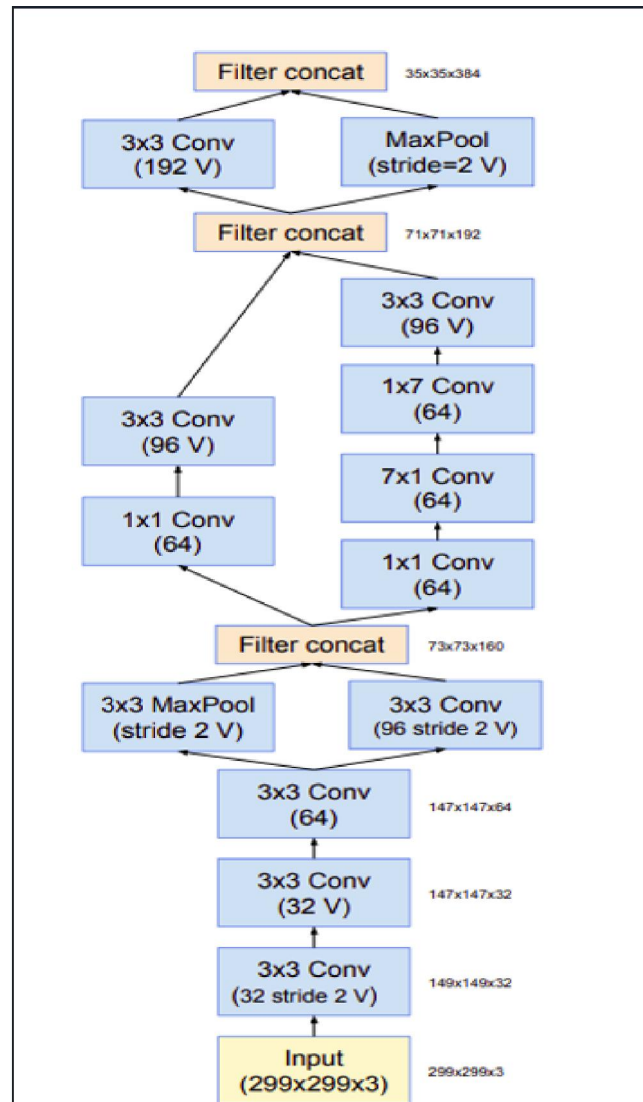 Filter concat
35x35x384
3x3 Conv
(192 V)
MaxPool
(stride=2 V)
Filter concat
71x71x192
3x3 Conv
(96 V)
1x7 Conv
(64)
3x3 Conv
(96 V)
7x1 Conv
(64)
1x1 Conv
(64)
1x1 Conv
(64)
Filter concat
73x73x160
3x3 MaxPool
(stride 2 V)
3x3 Conv
(96 stride 2 V)
3x3 Conv
(64)
147x147x64
3x3 Conv
(32 V)
147x147x32
3x3 Conv
(32 stride 2 V)
149x149x32
Input
(299x299x3)
299x299x3